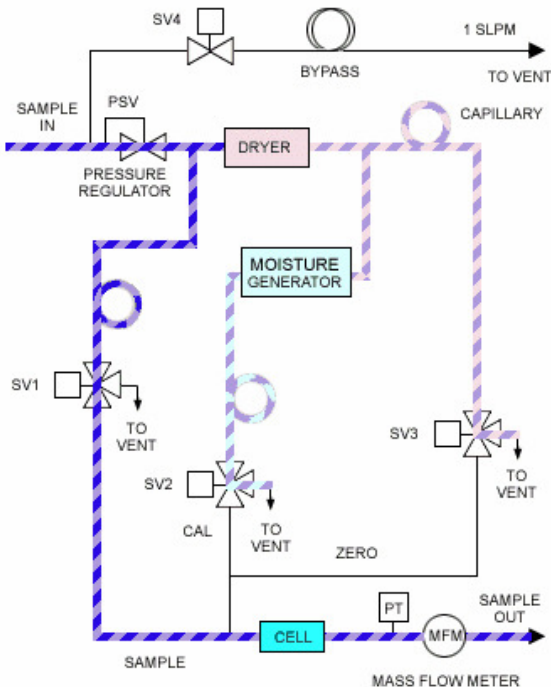 SV4
1 SLPM
BYPASS
TO VENT
SAMPLE
IN
PSV
CAPILLARY
DRYER
PRESSURE
REGULATOR
MOISTURE
GENERATOR
SV1
TO
VENT
SV3
TO
VENT
SV2
CAL
TO
VENT
ZERO
PT
SAMPLE
OUT
CELL
MFM
SAMPLE
MASS FLOW METER